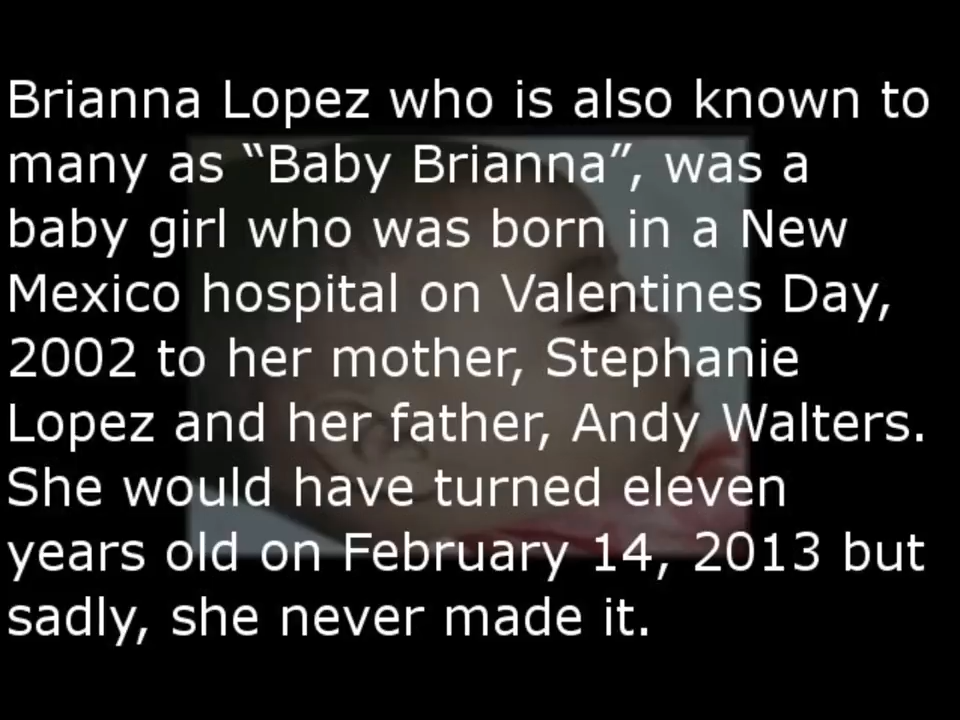 Brianna Lopez who is also known to
many as “Baby Brianna”, was a
baby girl who was born in a New
Mexico hospital on Valentines Day,
2002 to her mother, Stephanie
Lopez and her father, Andy Walters.
She would have turned eleven
years old on February 14, 2013 but
sadly, she never made it.